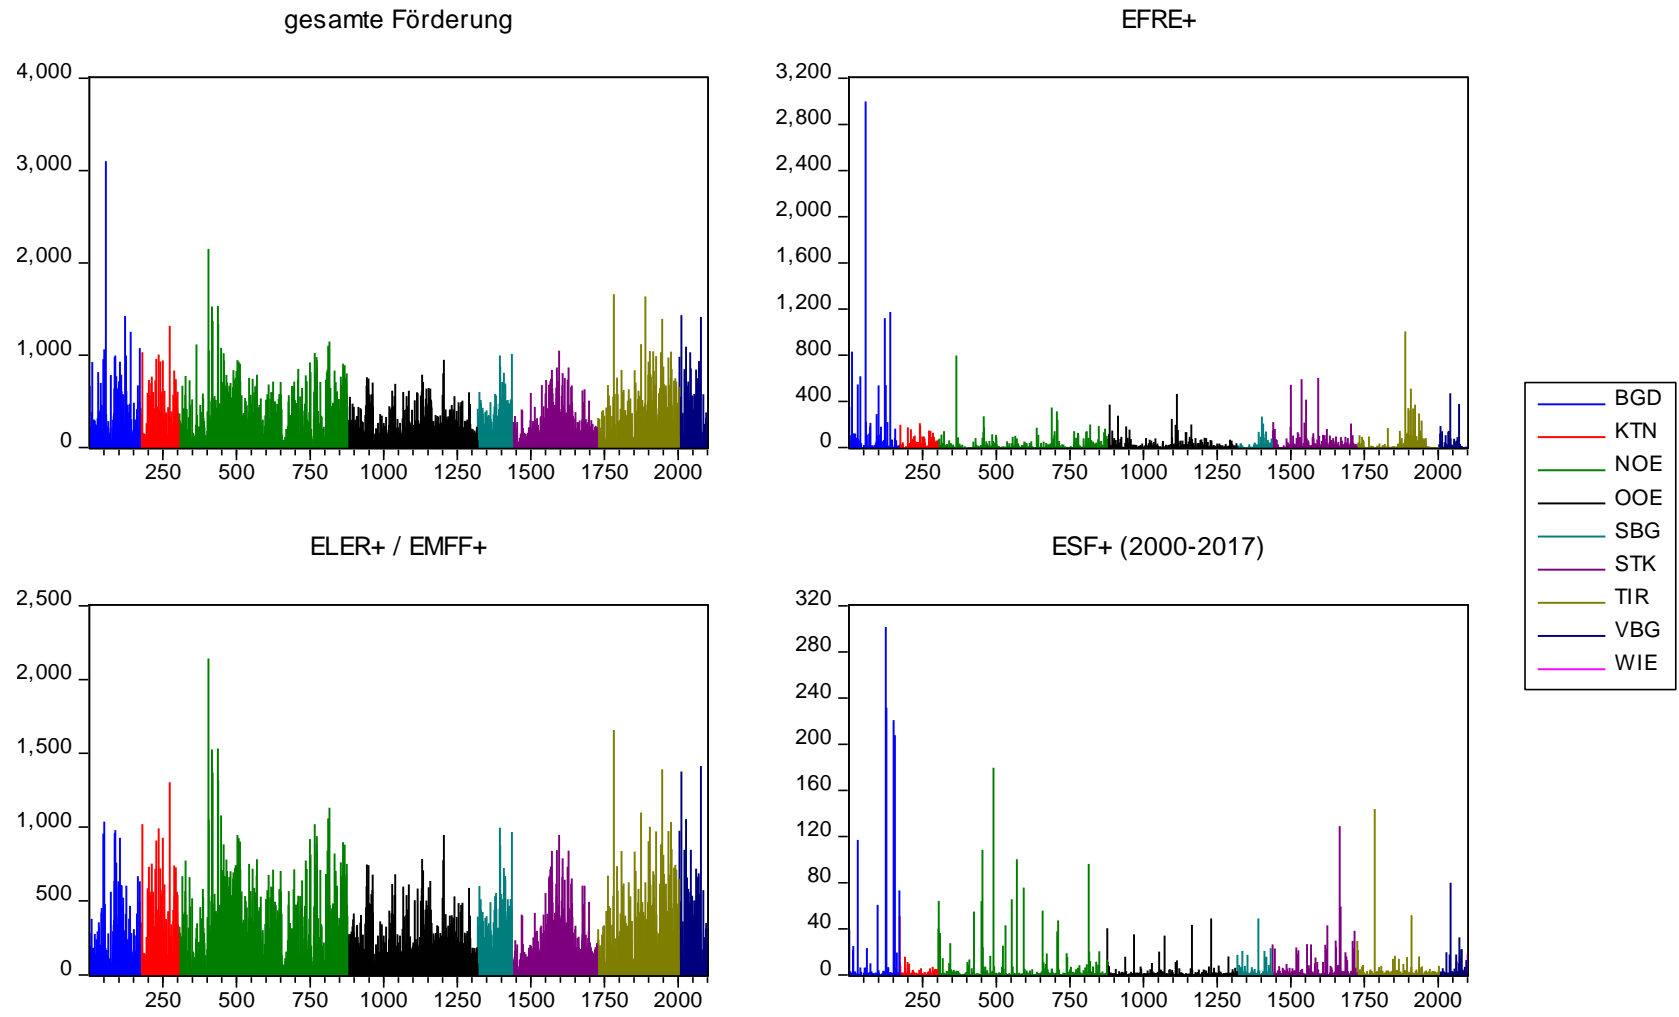 gesamte Förderung
4,000
3,000
2,000
1,000
0
250 500 750 1000 1250 1500 1750 2000
EFRE+
3,200
2,800
2,400
2,000
1,600
1,200
800
400
0
250 500 750 1000 1250 1500 1750 2000
ELER+ / EMFF+
2,500
2,000
1,500
1,000
500
0
250 500 750 1000 1250 1500 1750 2000
ESF+ (2000-2017)
320
280
240
200
160
120
80
40
0
250 500 750 1000 1250 1500 1750 2000
BGD
KTN
NOE
OOE
SBG
STK
TIR
VBG
WIE